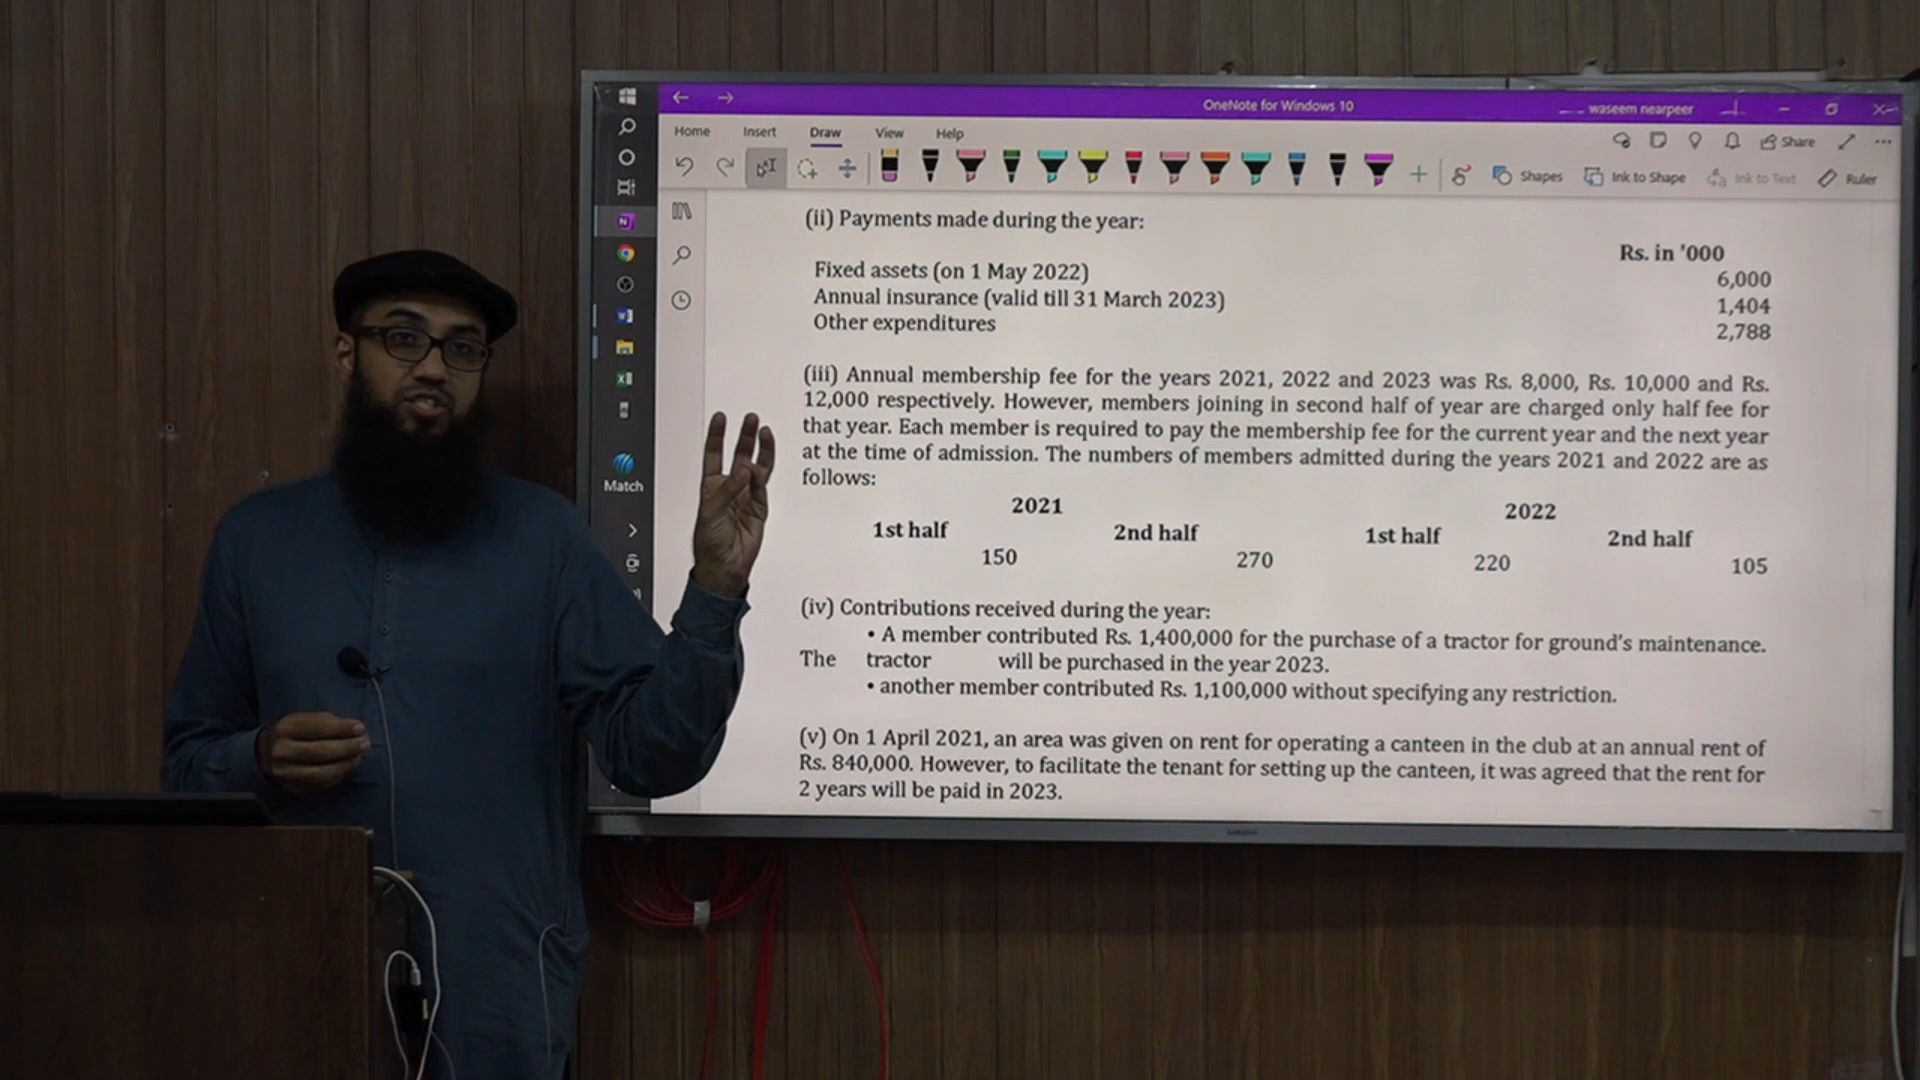 OneNote for Windows 10
waseem nearpeer
Home Insert Draw View Help
Share
Shapes Ink to Shape Ink to Text Ruler
(ii) Payments made during the year:
Rs. in '000
Fixed assets (on 1 May 2022) 6,000
Annual insurance (valid till 31 March 2023) 1,404
Other expenditures 2,788
(iii) Annual membership fee for the years 2021, 2022 and 2023 was Rs. 8,000, Rs. 10,000 and Rs.
12,000 respectively. However, members joining in second half of year are charged only half fee for
that year. Each member is required to pay the membership fee for the current year and the next year
at the time of admission. The numbers of members admitted during the years 2021 and 2022 are as
follows:
2021 2022
1st half 2nd half 1st half 2nd half
150 270 220 105
(iv) Contributions received during the year:
• A member contributed Rs. 1,400,000 for the purchase of a tractor for ground's maintenance.
The tractor will be purchased in the year 2023.
• another member contributed Rs. 1,100,000 without specifying any restriction.
(v) On 1 April 2021, an area was given on rent for operating a canteen in the club at an annual rent of
Rs. 840,000. However, to facilitate the tenant for setting up the canteen, it was agreed that the rent for
2 years will be paid in 2023.
Match